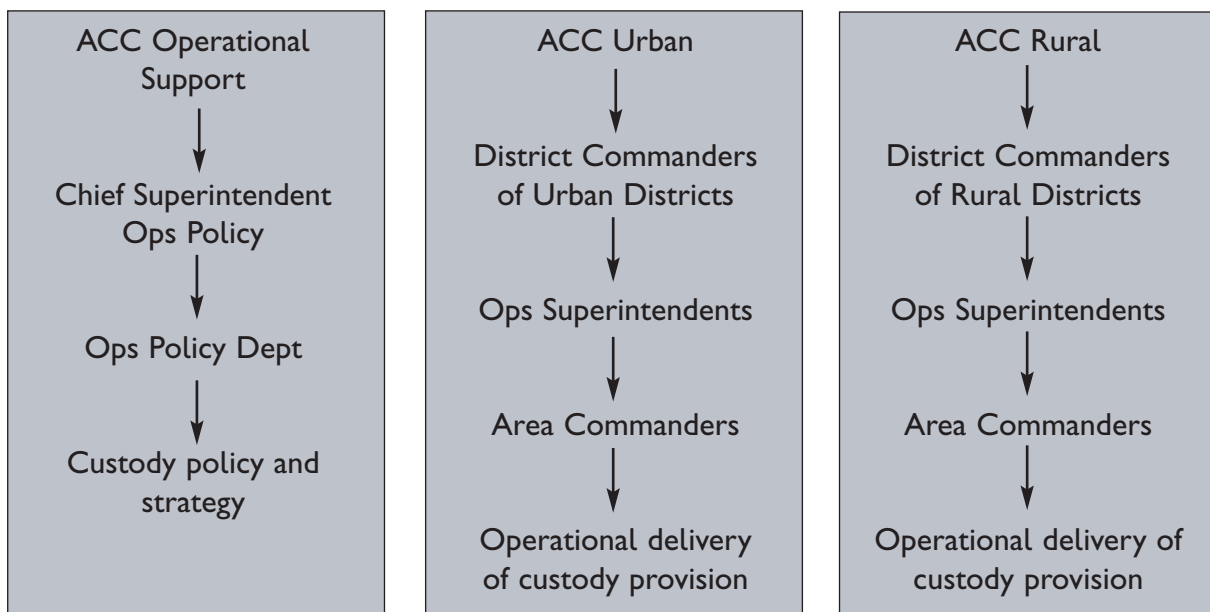 ACC Operational
Support
Chief Superintendent
Ops Policy
Ops Policy Dept
Custody policy and
strategy
ACC Urban
District Commanders
of Urban Districts
Ops Superintendents
Area Commanders
Operational delivery
of custody provision
ACC Rural
District Commanders
of Rural Districts
Ops Superintendents
Area Commanders
Operational delivery of
custody provision